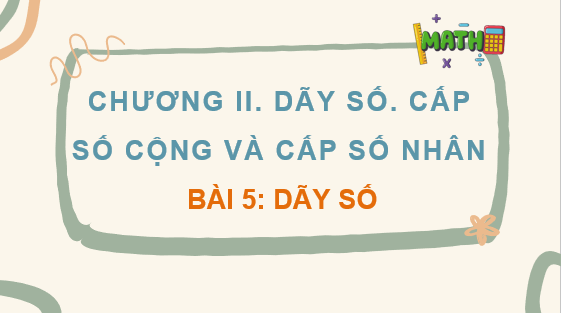 MATH
CHƯƠNG II. DÃY SỐ. CẤP
SỐ CỘNG VÀ CẤP SỐ NHÂN
BÀI 5: DÃY SỐ